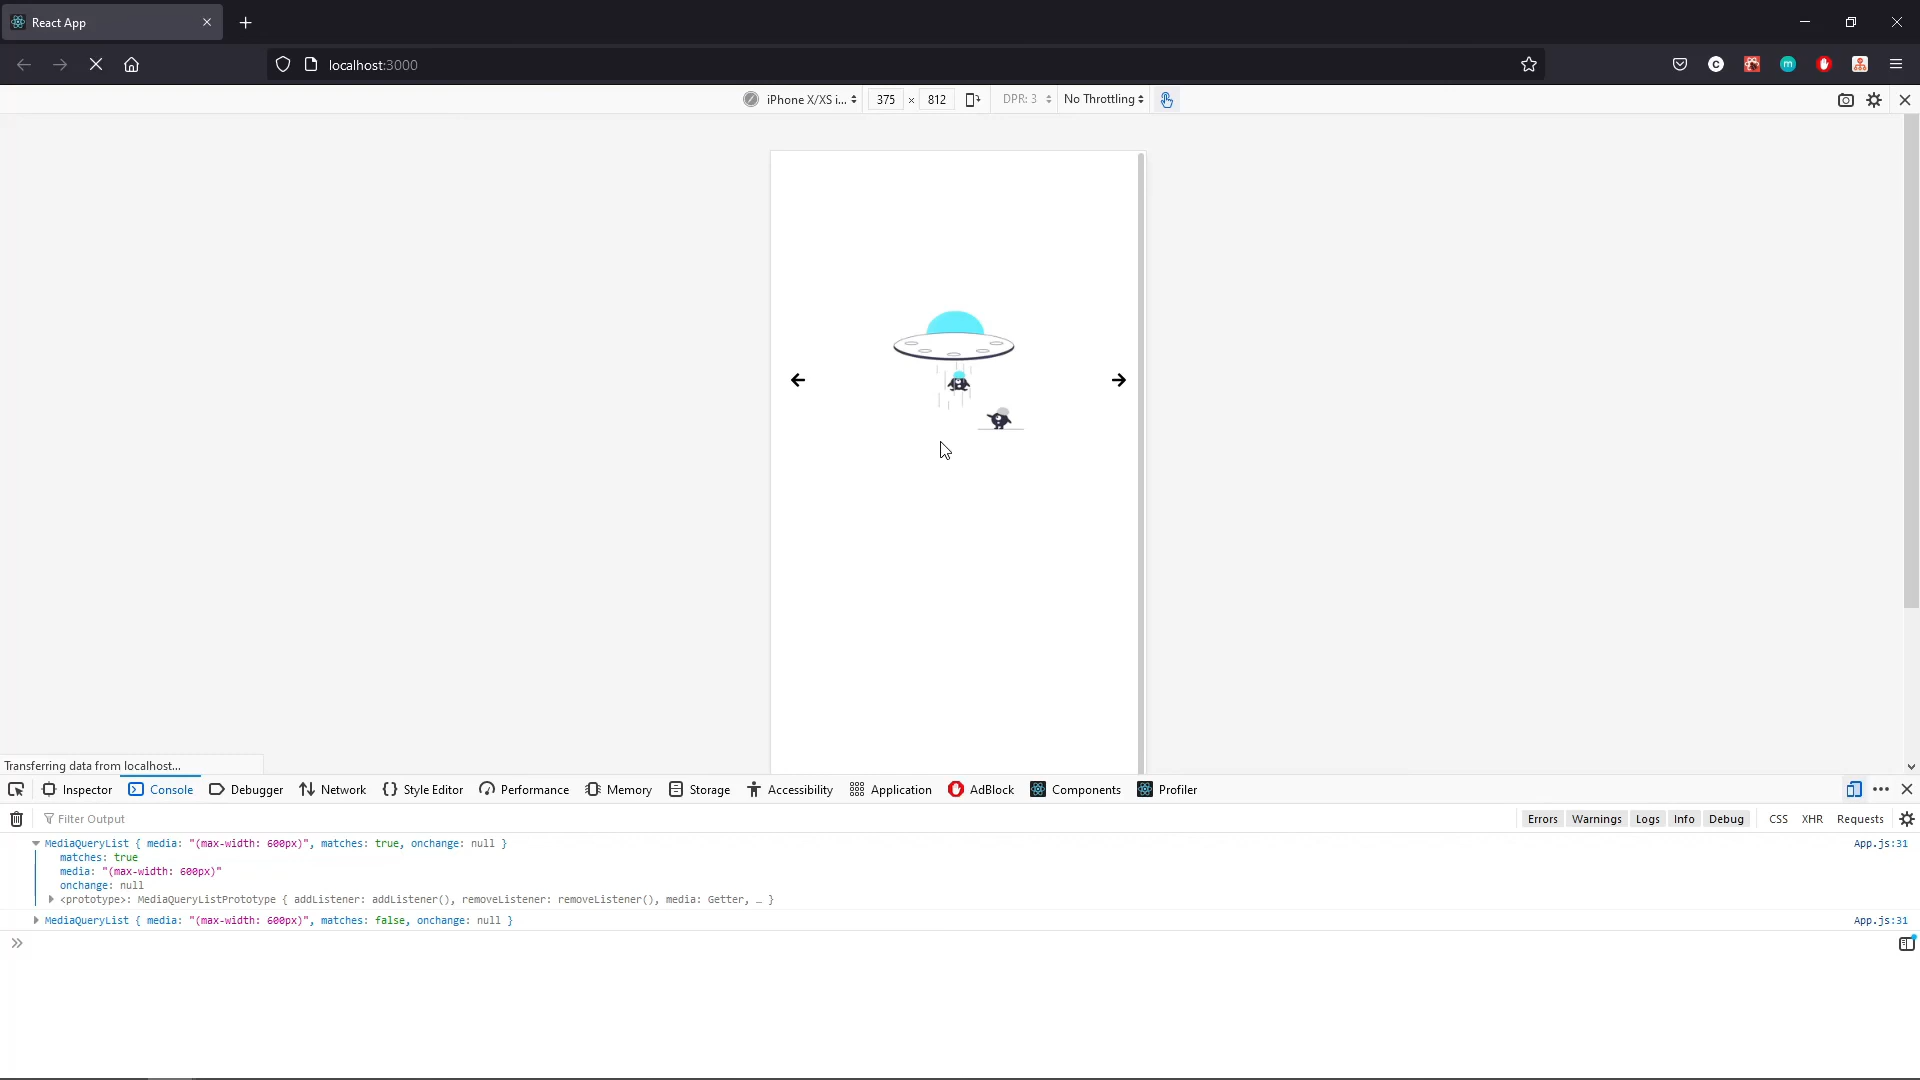 React App
localhost:3000
iPhone X/XS i... 375 × 812 DPR: 3 No Throttling
Transferring data from localhost...
Inspector Console Debugger Network Style Editor Performance Memory Storage Accessibility Application AdBlock Components Profiler
Filter Output Errors Warnings Logs Info Debug CSS XHR Requests
MediaQueryList { media: "(max-width: 600px)", matches: true, onchange: null } App.js:31
matches: true
media: "(max-width: 600px)"
onchange: null
<prototype>: MediaQueryListPrototype { addListener: addListener(), removeListener: removeListener(), media: Getter, … }
MediaQueryList { media: "(max-width: 600px)", matches: false, onchange: null } App.js:31